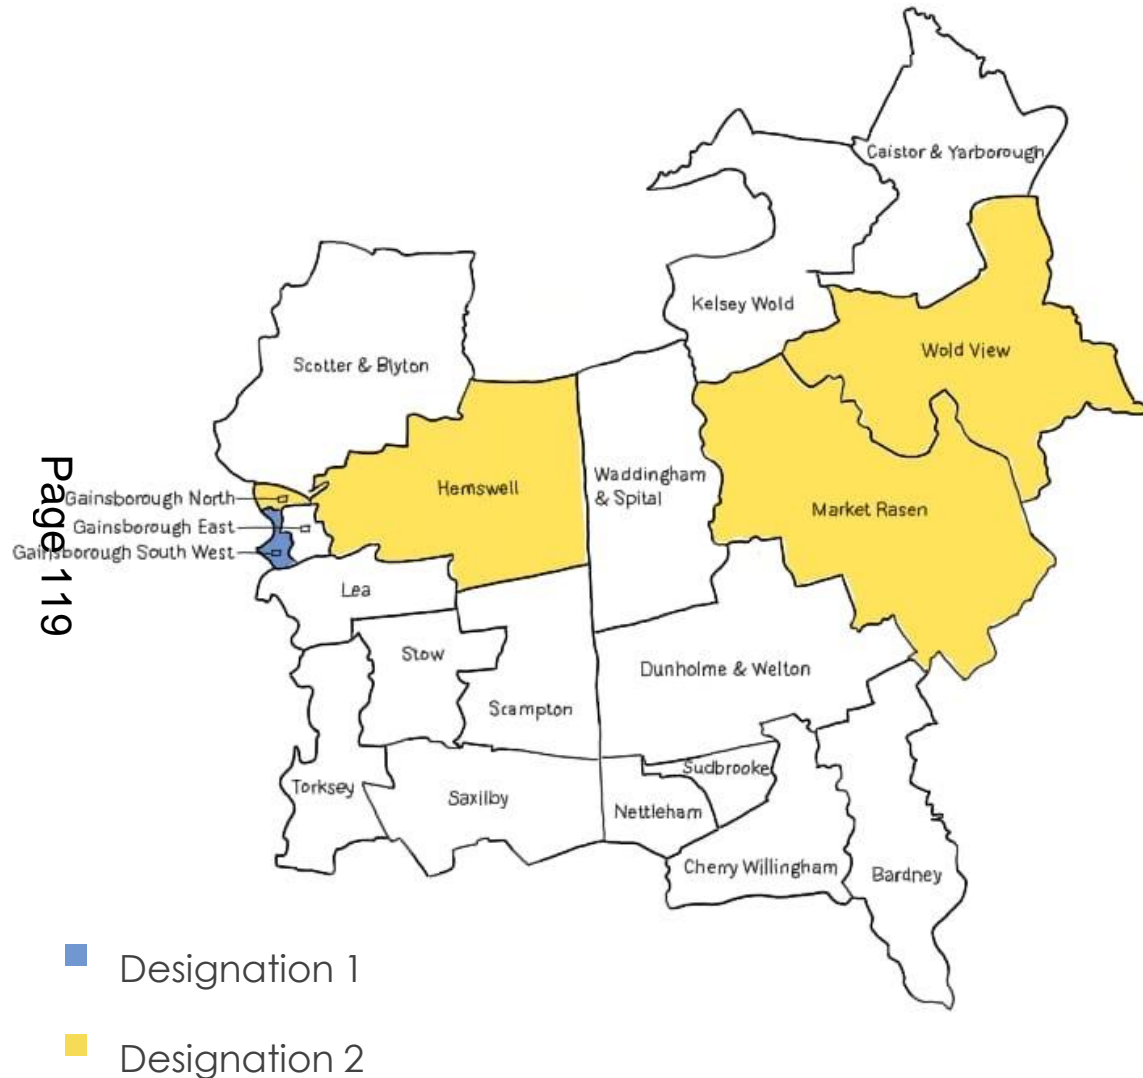 Caistor & Yarborough
Kelsey Wold
Wold View
Scotter & Blyton
Hemswell
Waddingham
& Spital
Market Rasen
Gainsborough North
Gainsborough East
Gainsborough South West
Page 119
Lea
Stow
Dunholme & Welton
Scampton
Sudbrooke
Torksey
Saxilby
Nettleham
Cherry Willingham
Bardney
Designation 1
Designation 2